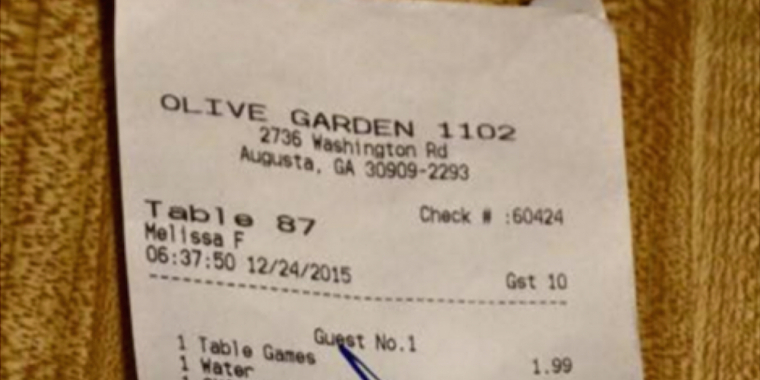 OLIVE GARDEN 1102
2736 Washington Rd
Augusta, GA 30909-2293
Table 87 Check # :60424
Melissa F
06:37:50 12/24/2015 Gst 10
Guest No.1
1 Table Games 1.99
1 Water